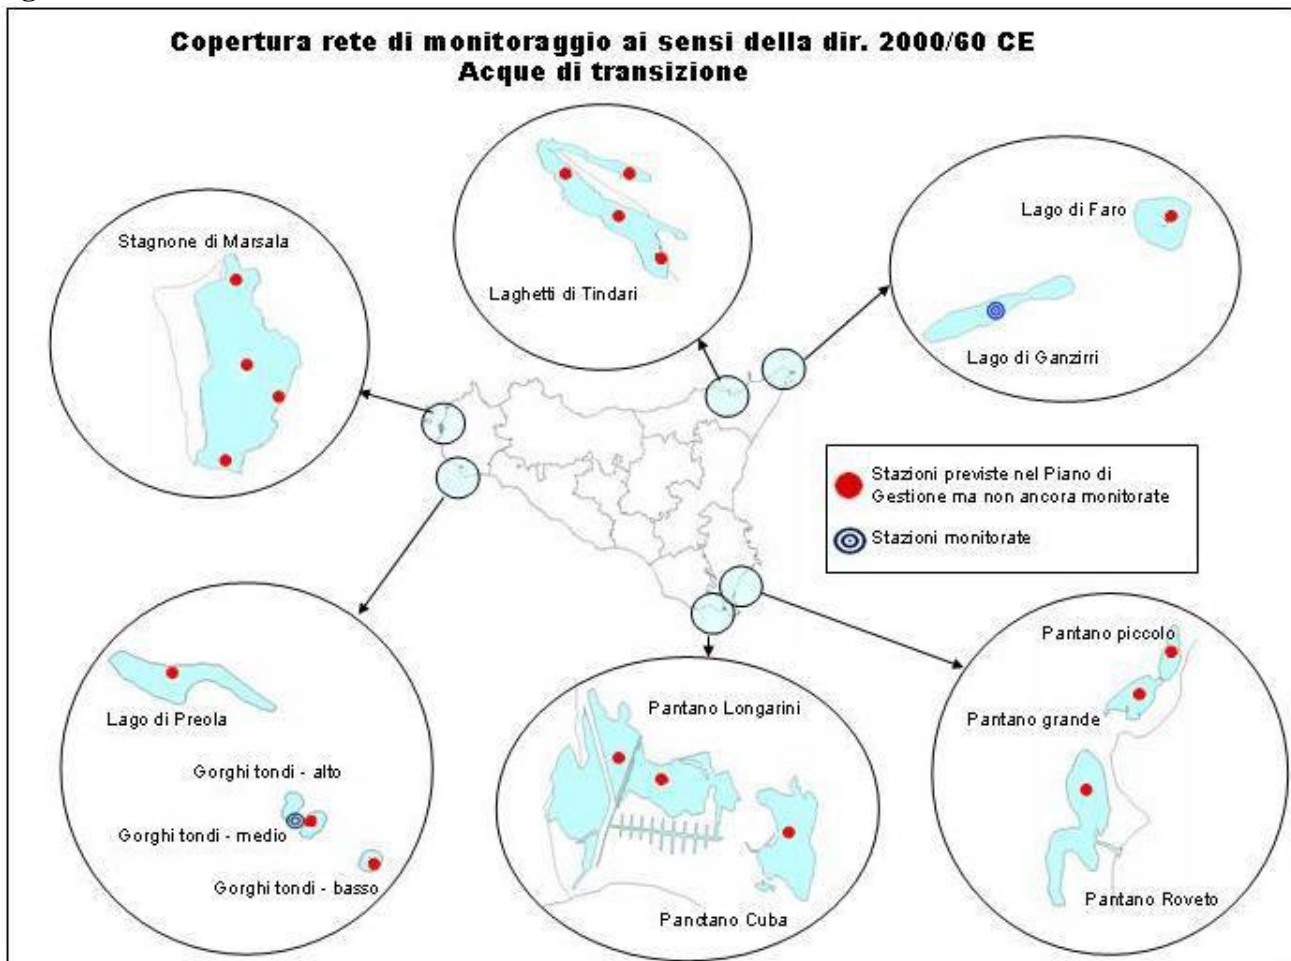 Copertura rete di monitoraggio ai sensi della dir. 2000/60 CE
Acque di transizione
Stagnone di Marsala
Laghetti di Tindari
Lago di Faro
Lago di Ganzirri
Stazioni previste nel Piano di
Gestione ma non ancora monitorate
Stazioni monitorate
Lago di Preola
Gorghi tondi - alto
Gorghi tondi - medio
Gorghi tondi - basso
Pantano Longarini
Panotano Cuba
Pantano piccolo
Pantano grande
Pantano Roveto